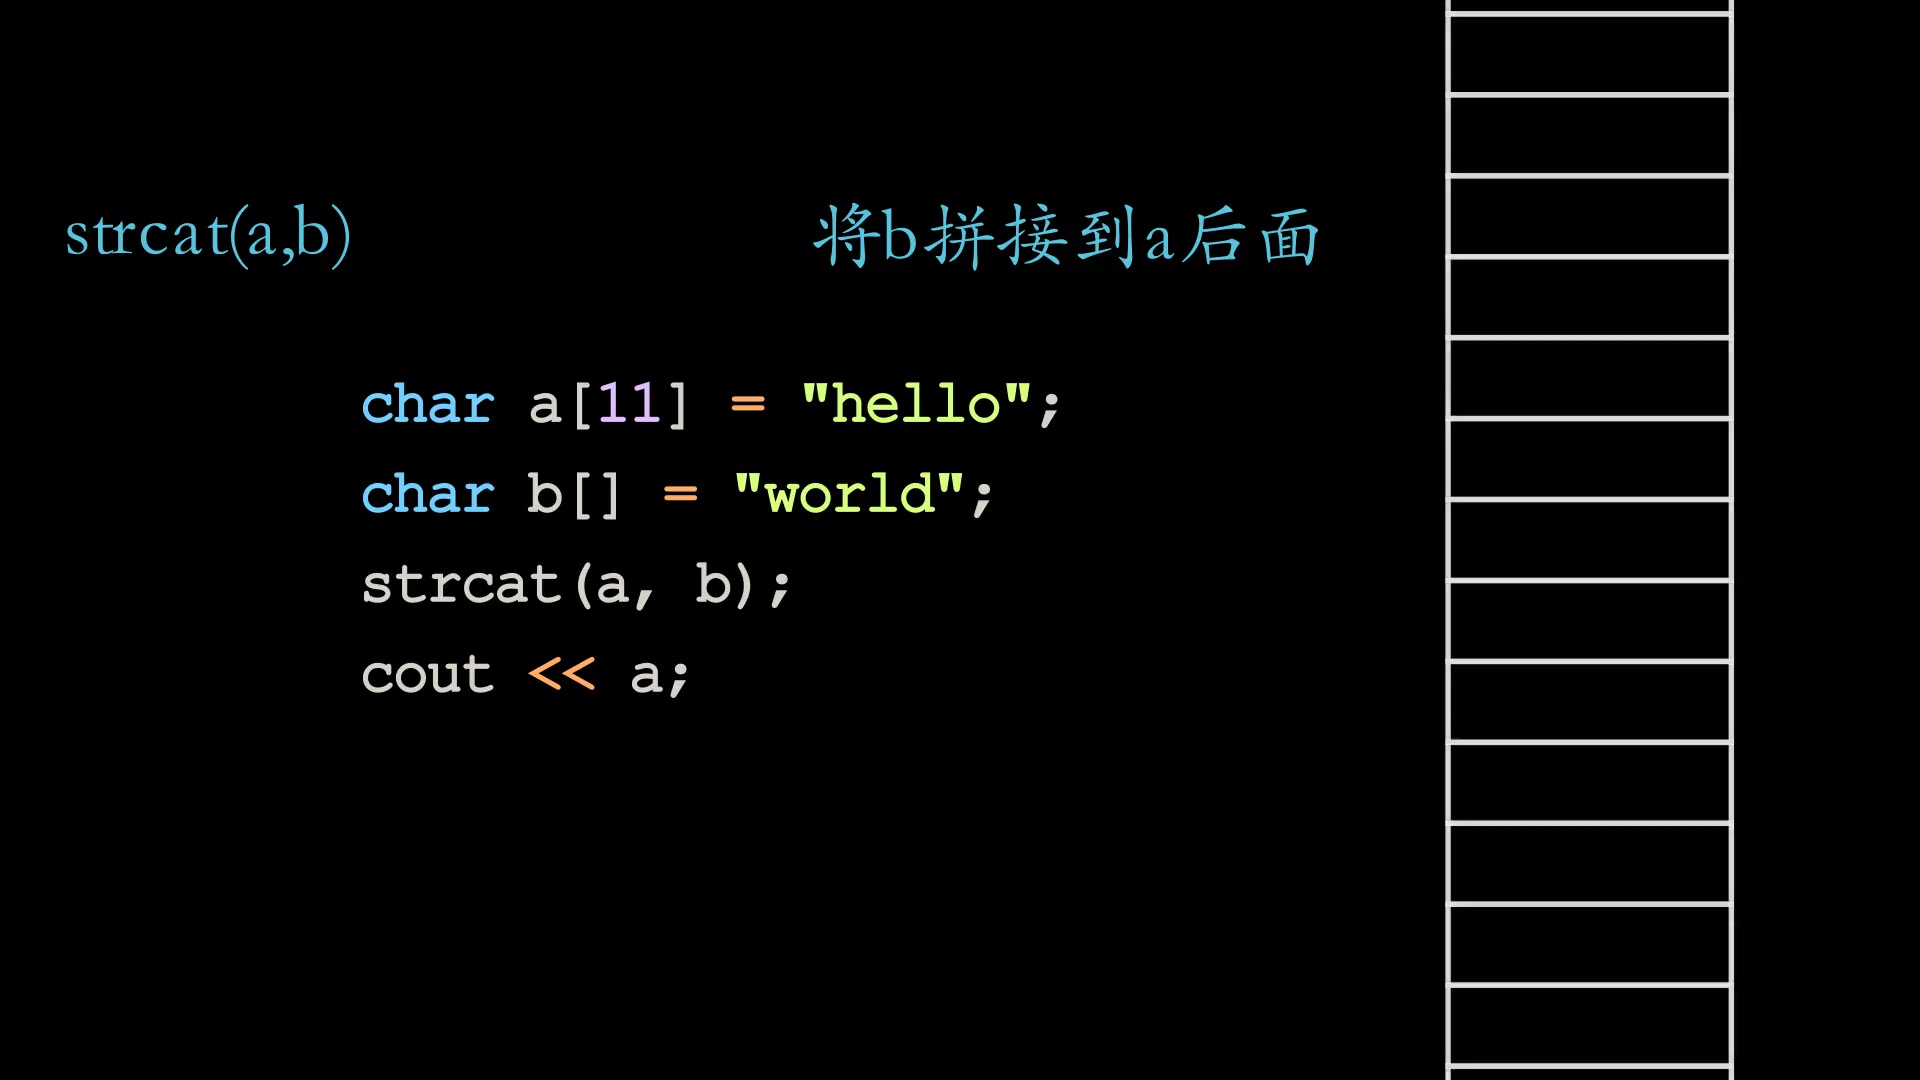 strcat(a,b) 将b拼接到a后面
char a[11] = "hello";
char b[] = "world";
strcat(a, b);
cout << a;